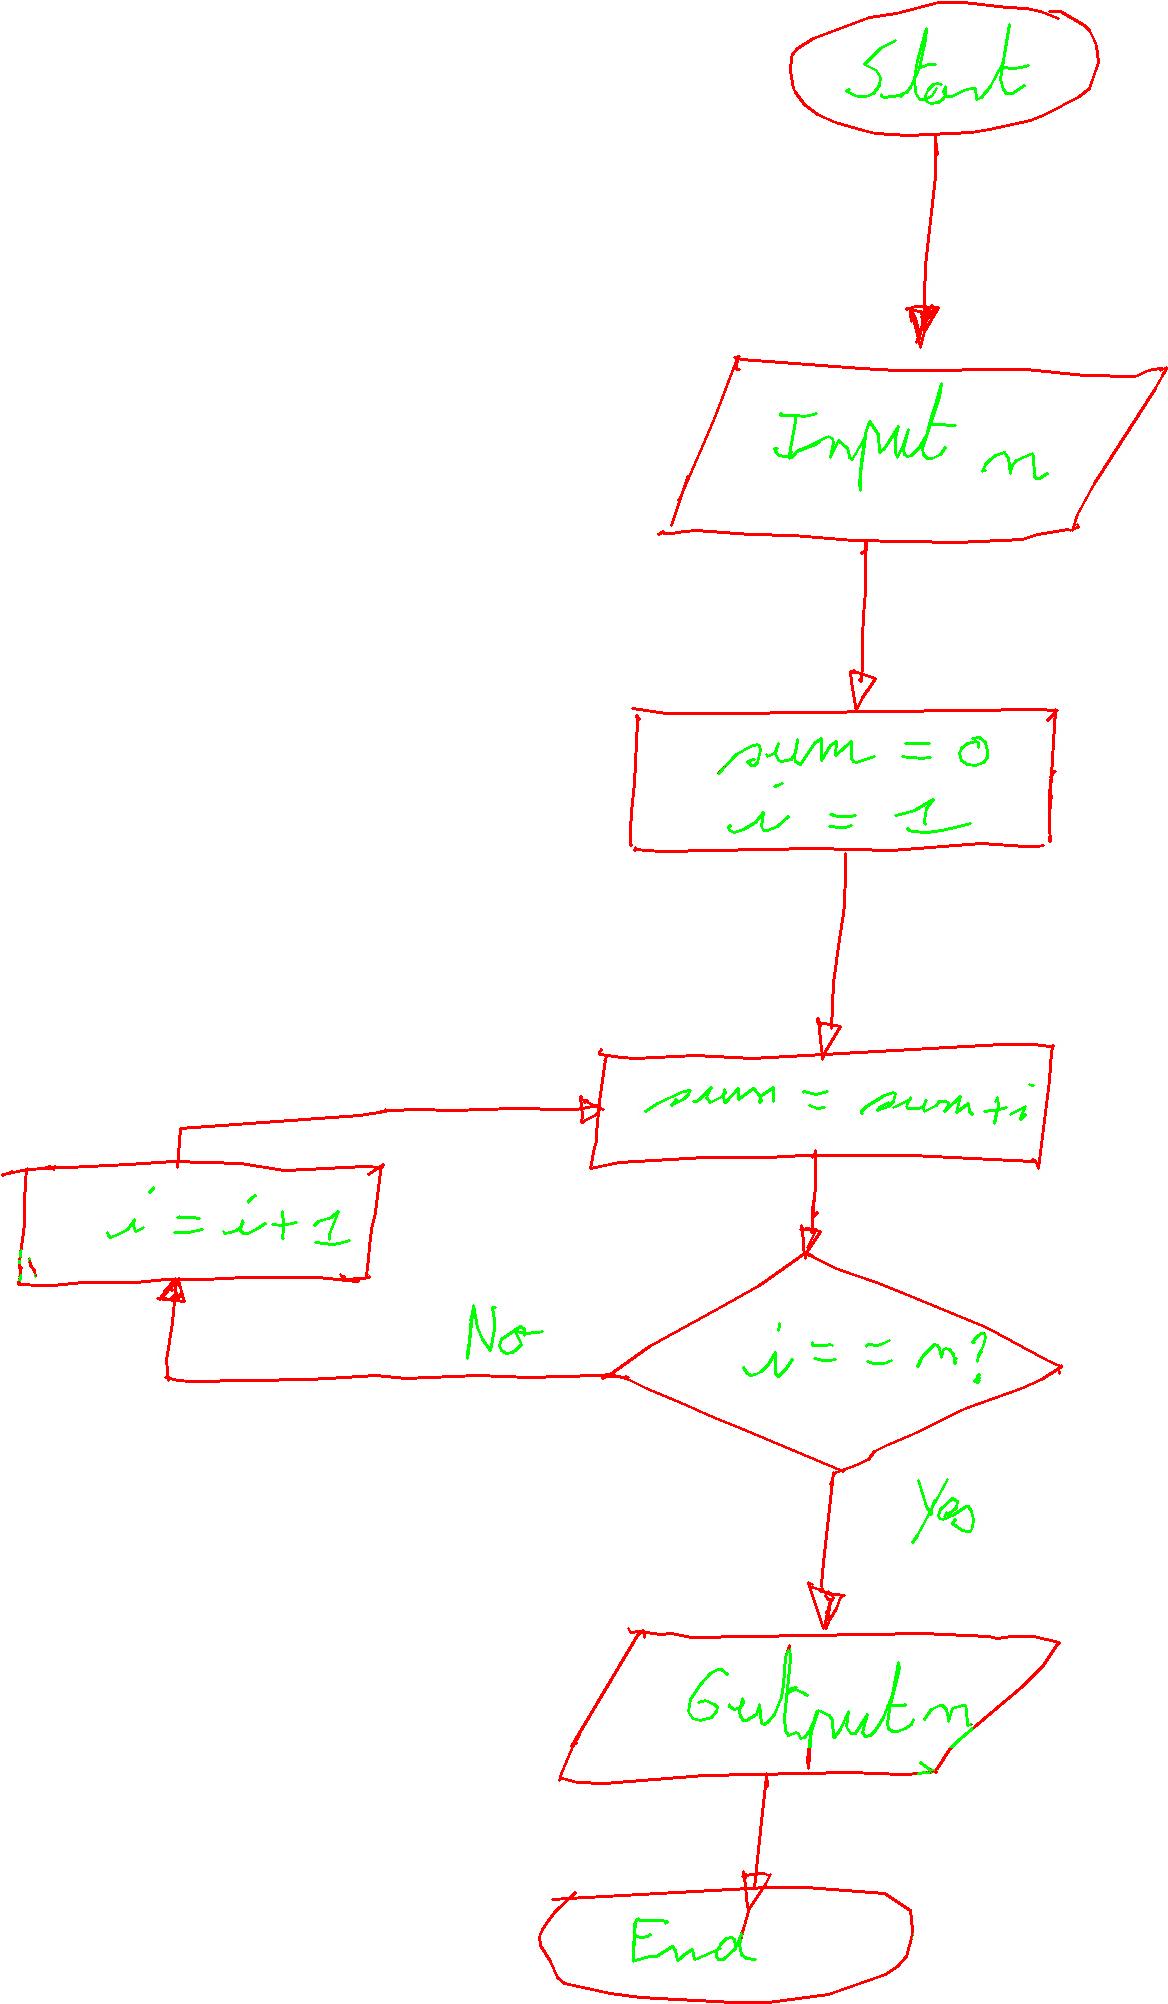 Start
Input n
sum = 0
i = 1
sum = sum+i
i = i+1
No
i == n?
Yes
Output n
End